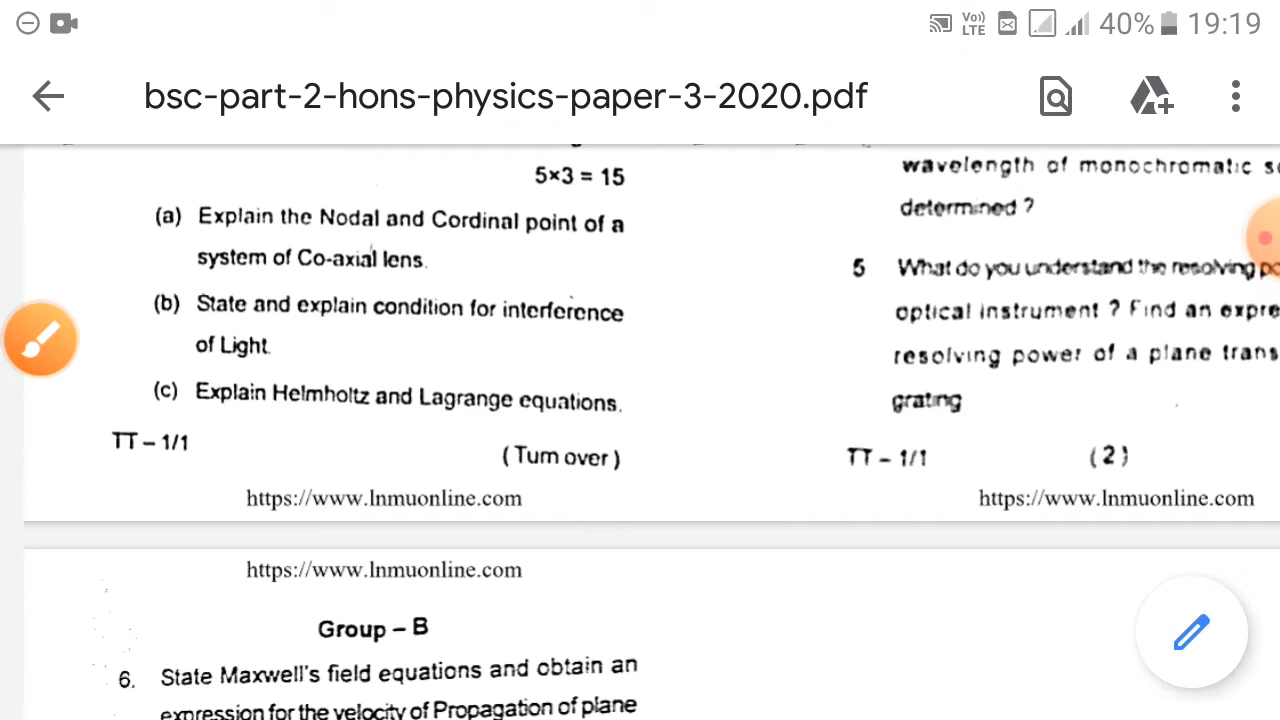 Vo)) LTE 40% 19:19
bsc-part-2-hons-physics-paper-3-2020.pdf
5×3 = 15
(a) Explain the Nodal and Cordinal point of a
system of Co-axial lens.
(b) State and explain condition for interference
of Light.
(c) Explain Helmholtz and Lagrange equations.
TT – 1/1
(Turn over)
https://www.lnmuonline.com
wavelength of monochromatic
determined ?
5 What do you understand the resolving
optical instrument ? Find an
resolving power of a plane
grating
TT – 1/1 (2)
https://www.lnmuonline.com
https://www.lnmuonline.com
Group – B
6. State Maxwell's field equations and obtain an
expression for the velocity of Propagation of plane